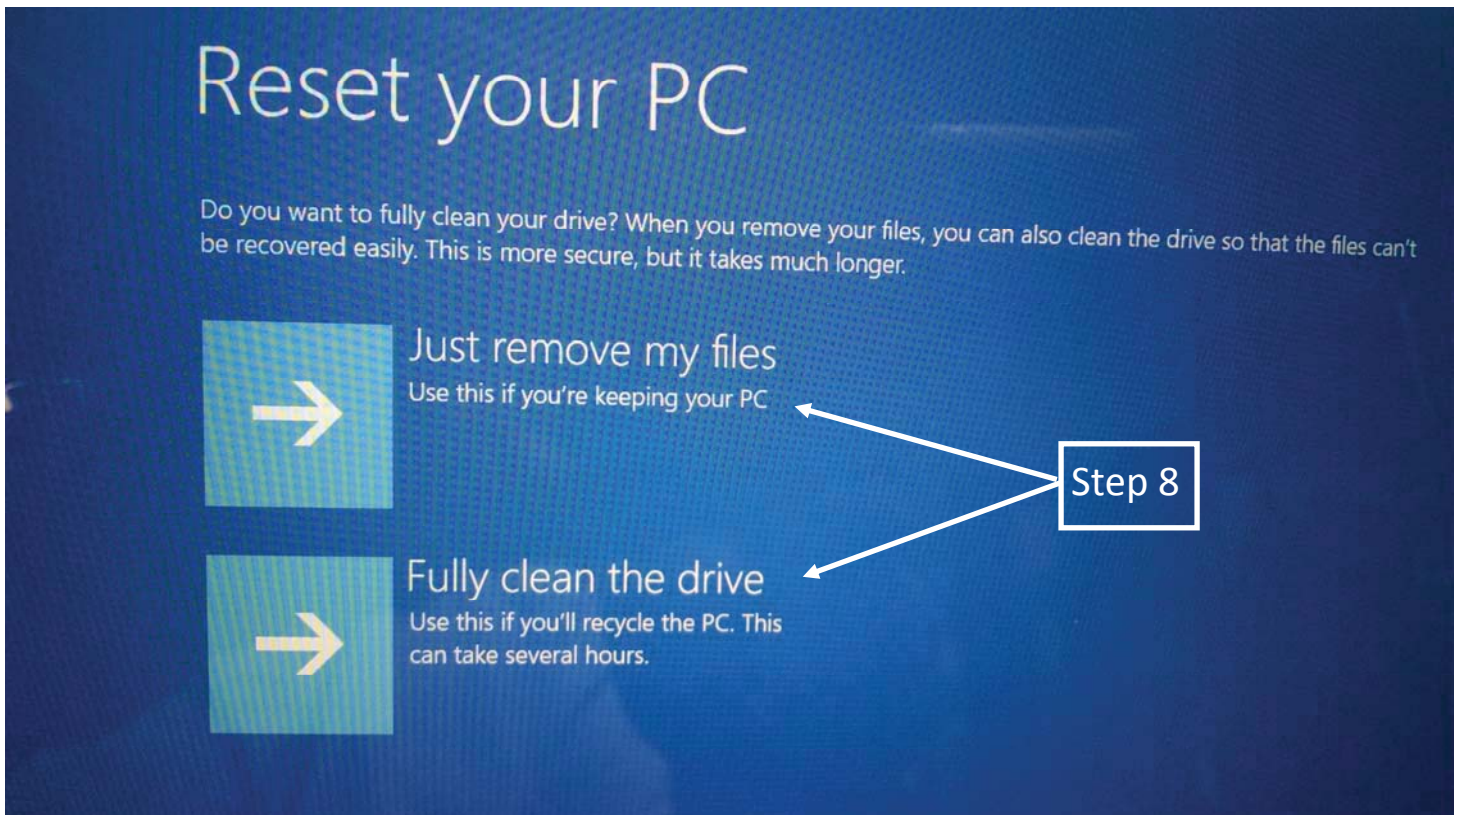 Reset your PC
Do you want to fully clean your drive? When you remove your files, you can also clean the drive so that the files can't
be recovered easily. This is more secure, but it takes much longer.
Just remove my files
Use this if you're keeping your PC
Step 8
Fully clean the drive
Use this if you'll recycle the PC. This
can take several hours.